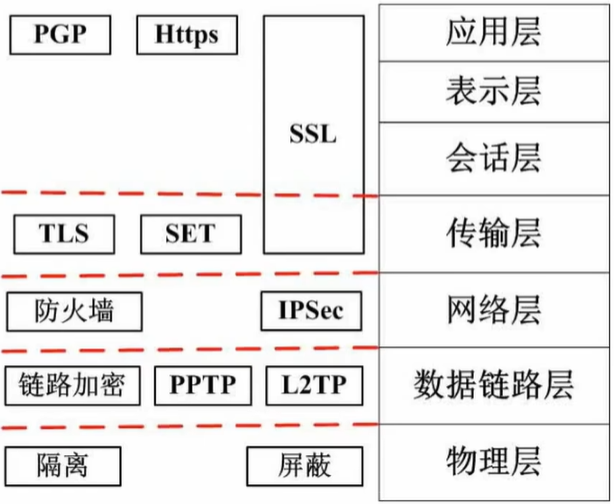 PGP
Https
应用层
表示层
SSL
会话层
TLS
SET
传输层
防火墙
IPSec
网络层
链路加密
PPTP
L2TP
数据链路层
隔离
屏蔽
物理层